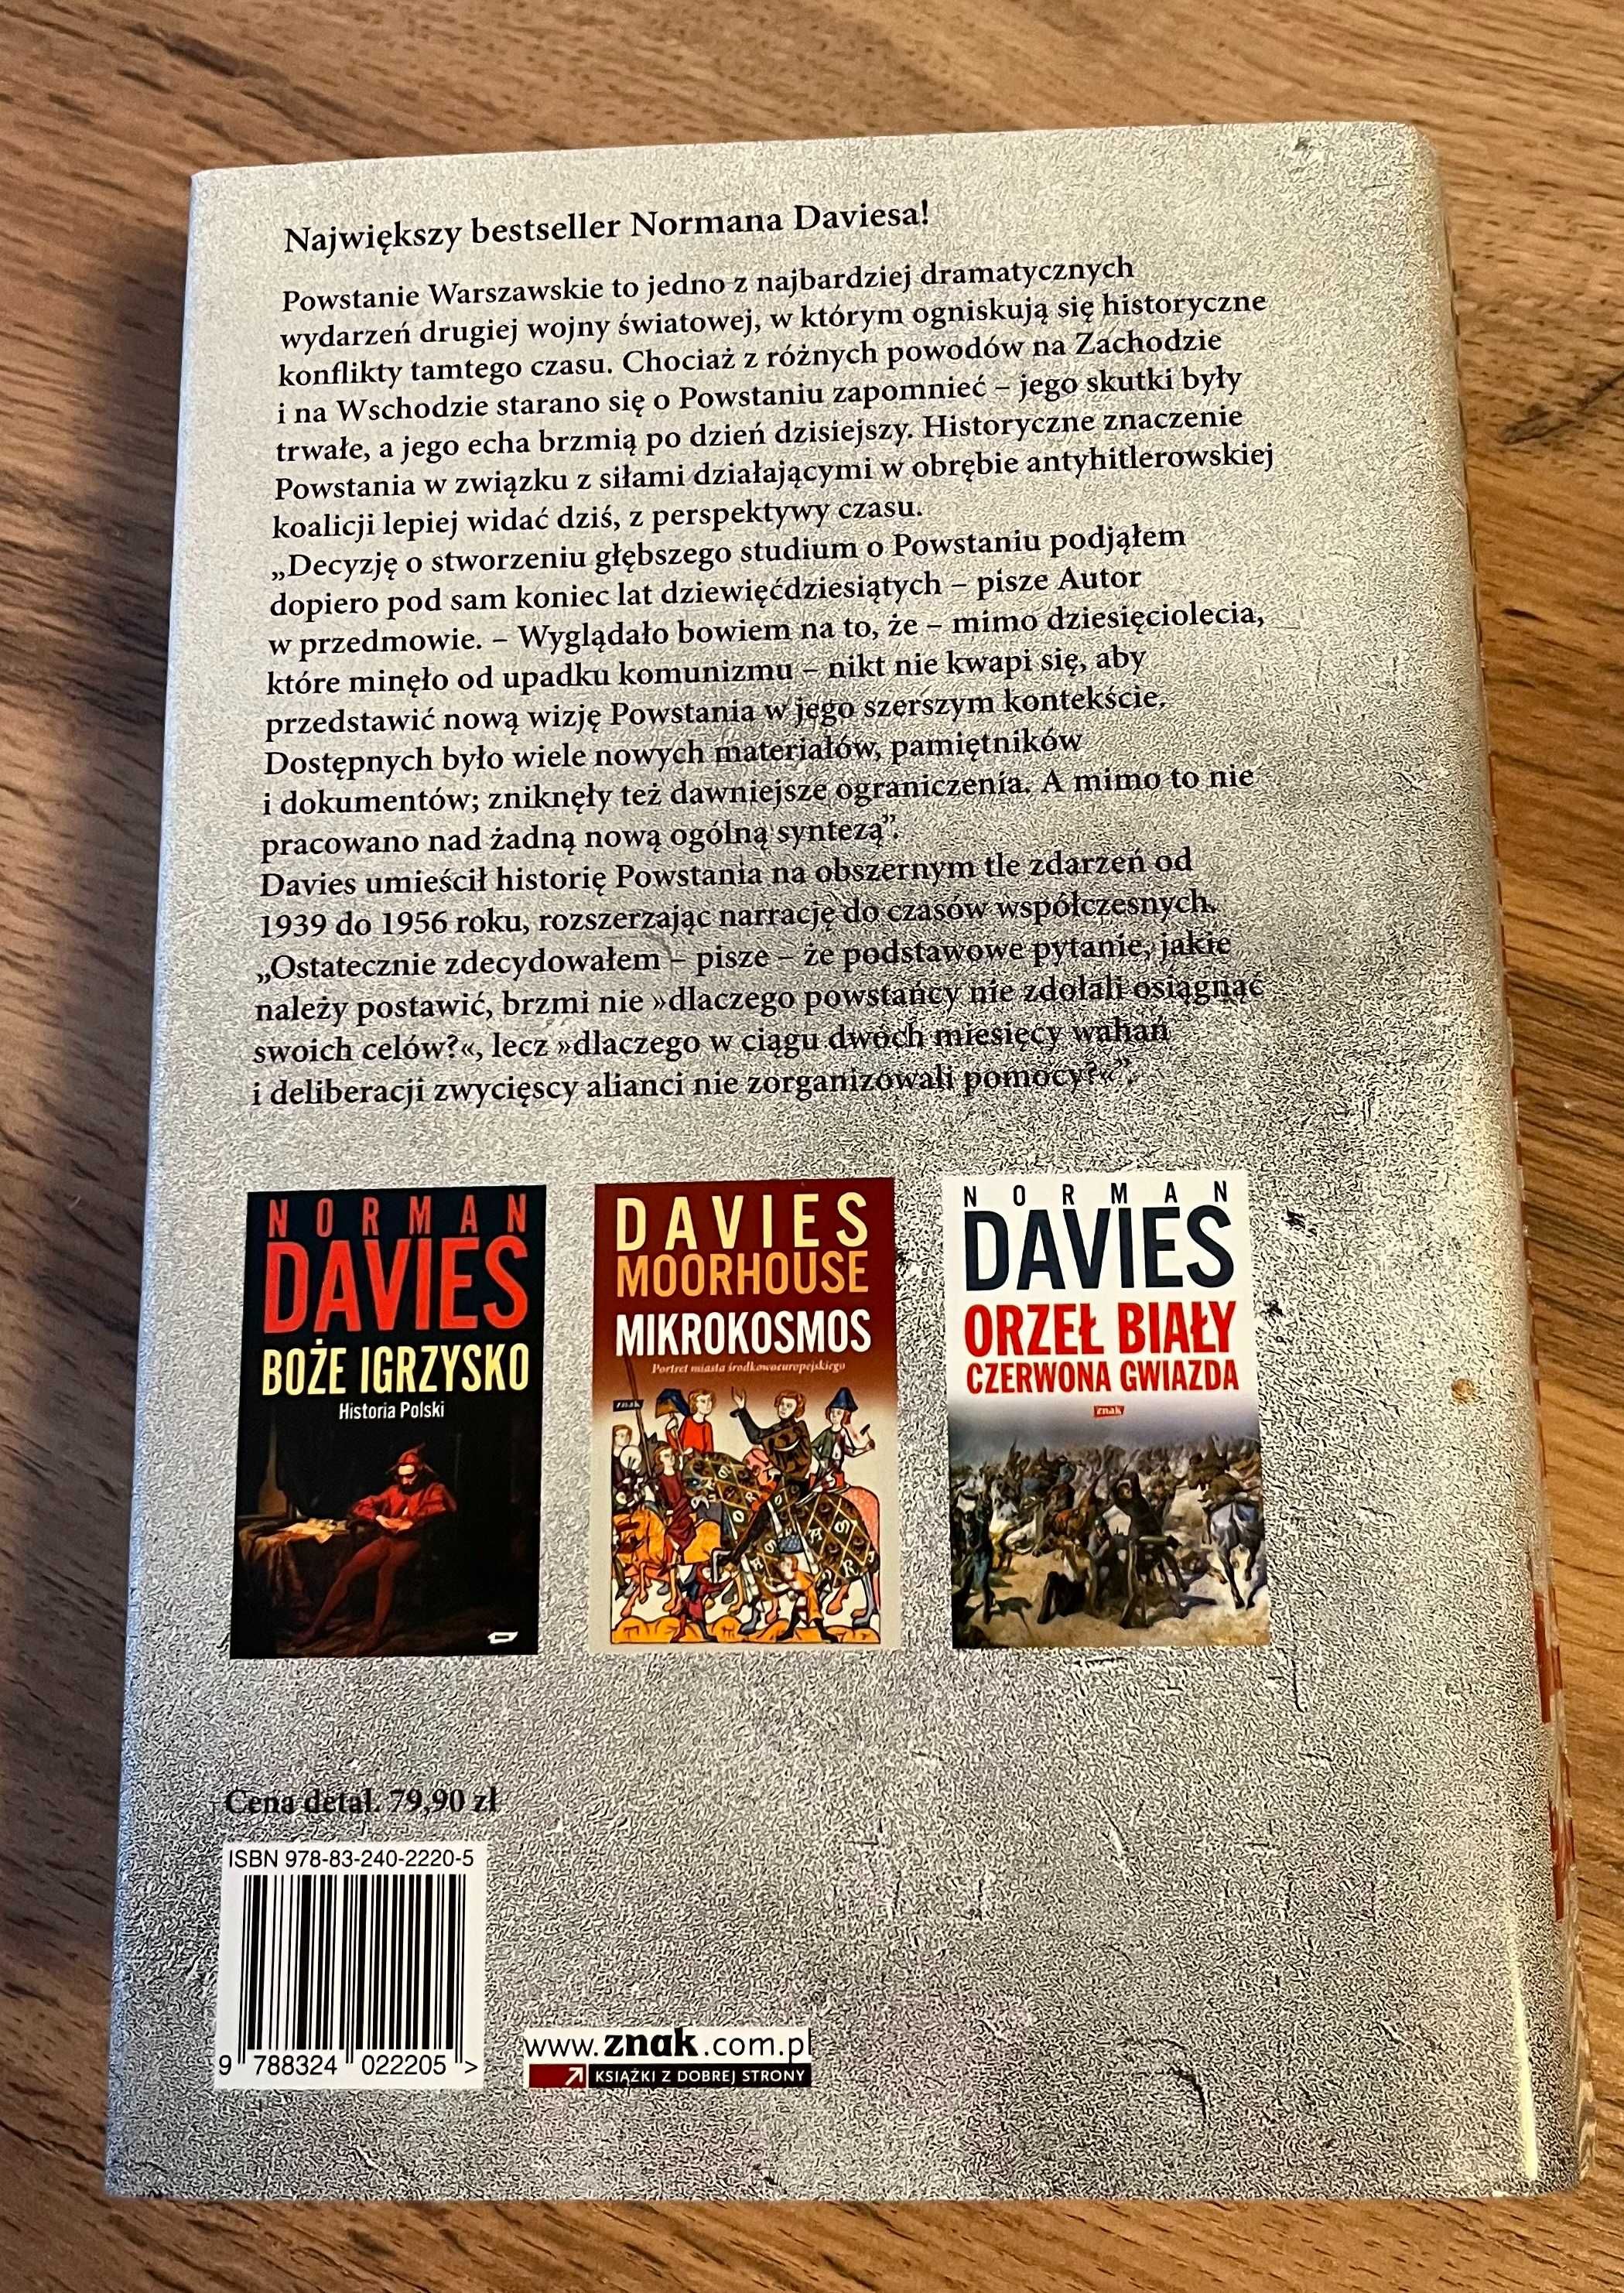 Największy bestseller Normana Daviesa!
Powstanie Warszawskie to jedno z najbardziej dramatycznych
wydarzeń drugiej wojny światowej, w którym ogniskują się historyczne
konflikty tamtego czasu. Chociaż z różnych powodów na Zachodzie
i na Wschodzie starano się o Powstaniu zapomnieć – jego skutki były
trwałe, a jego echa brzmią po dzień dzisiejszy. Historyczne znaczenie
Powstania w związku z siłami działającymi w obrębie antyhitlerowskiej
koalicji lepiej widać dziś, z perspektywy czasu.
„Decyzję o stworzeniu głębszego studium o Powstaniu podjąłem
dopiero pod sam koniec lat dziewięćdziesiątych – pisze Autor
w przedmowie. – Wyglądało bowiem na to, że – mimo dziesięciolecia,
które minęło od upadku komunizmu – nikt nie kwapi się, aby
przedstawić nową wizję Powstania w jego szerszym kontekście.
Dostępnych było wiele nowych materiałów, pamiętników
i dokumentów; zniknęły też dawniejsze ograniczenia. A mimo to nie
pracowano nad żadną nową ogólną syntezą”.
Davies umieścił historię Powstania na obszernym tle zdarzeń od
1939 do 1956 roku, rozszerzając narrację do czasów współczesnych.
„Ostatecznie zdecydowałem – pisze – że podstawowe pytanie, jakie
należy postawić, brzmi nie »dlaczego powstańcy nie zdołali osiągnąć
swoich celów?«, lecz »dlaczego w ciągu dwóch miesięcy wahań
i deliberacji zwycięscy alianci nie zorganizowali pomocy?«”.
NORMAN
DAVIES
BOŻE IGRZYSKO
Historia Polski
DAVIES
MOORHOUSE
MIKROKOSMOS
Portret miasta środkowoeuropejskiego
znak
NORMAN
DAVIES
ORZEŁ BIAŁY
CZERWONA GWIAZDA
znak
Cena detal. 79,90 zł
ISBN 978-83-240-2220-5
9 788324 022205 >
www.znak.com.pl
KSIĄŻKI Z DOBREJ STRONY